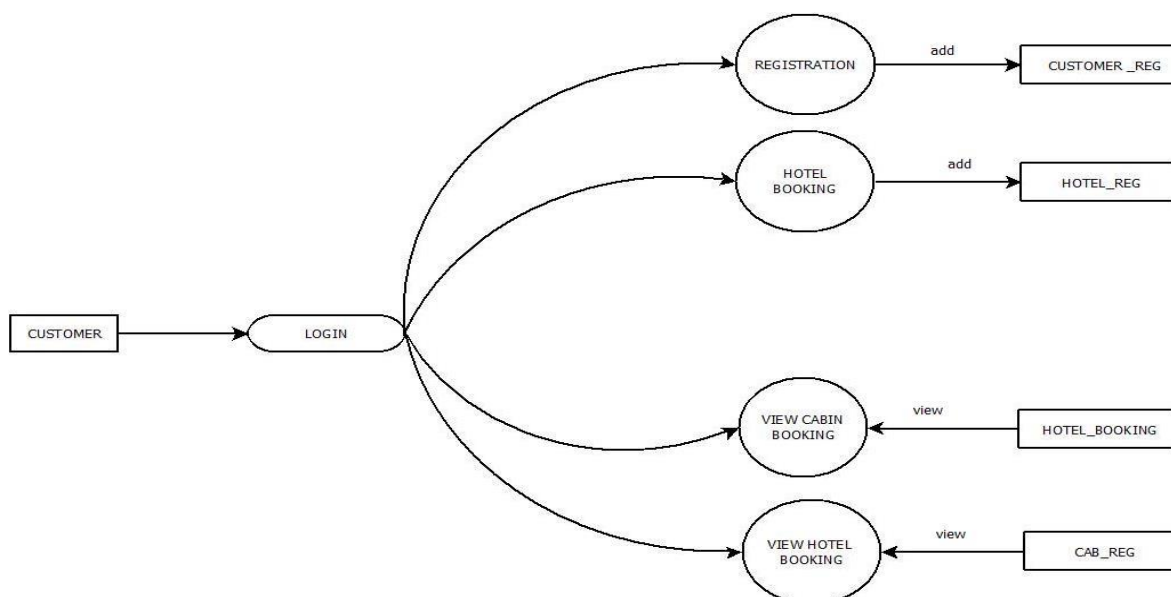 REGISTRATION
add
CUSTOMER _REG
HOTEL
BOOKING
add
HOTEL_REG
CUSTOMER
LOGIN
VIEW CABIN
BOOKING
view
HOTEL_BOOKING
VIEW HOTEL
BOOKING
view
CAB_REG